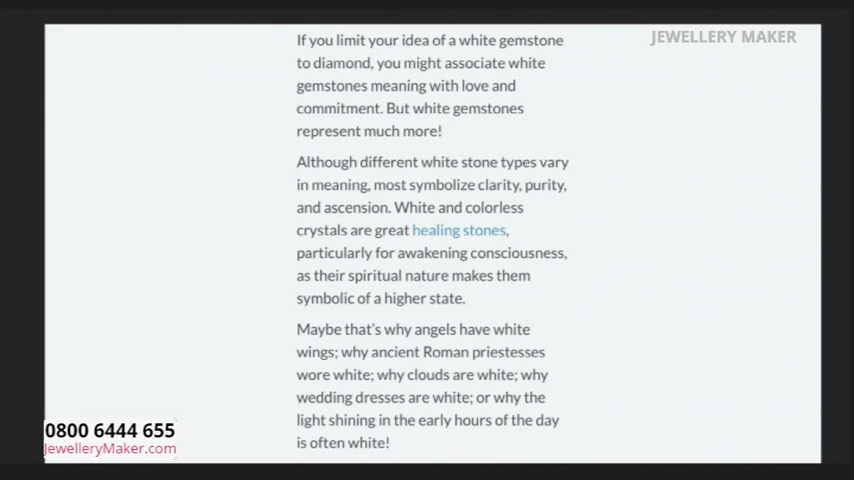 JEWELLERY MAKER
If you limit your idea of a white gemstone
to diamond, you might associate white
gemstones meaning with love and
commitment. But white gemstones
represent much more!
Although different white stone types vary
in meaning, most symbolize clarity, purity,
and ascension. White and colorless
crystals are great healing stones,
particularly for awakening consciousness,
as their spiritual nature makes them
symbolic of a higher state.
Maybe that's why angels have white
wings; why ancient Roman priestesses
wore white; why clouds are white; why
wedding dresses are white; or why the
light shining in the early hours of the day
is often white!
0800 6444 655
JewelleryMaker.com